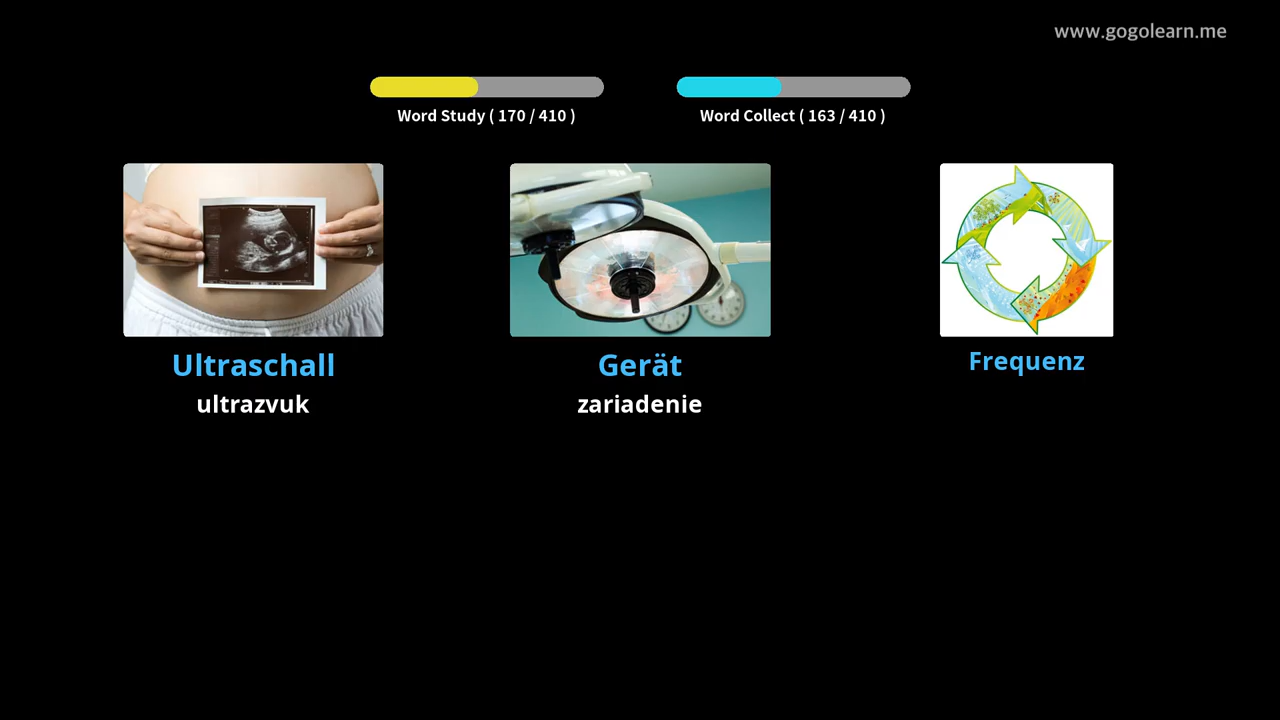 www.gogolearn.me
Word Study ( 170 / 410 )
Word Collect ( 163 / 410 )
Ultraschall
Gerät
Frequenz
ultrazvuk
zariadenie